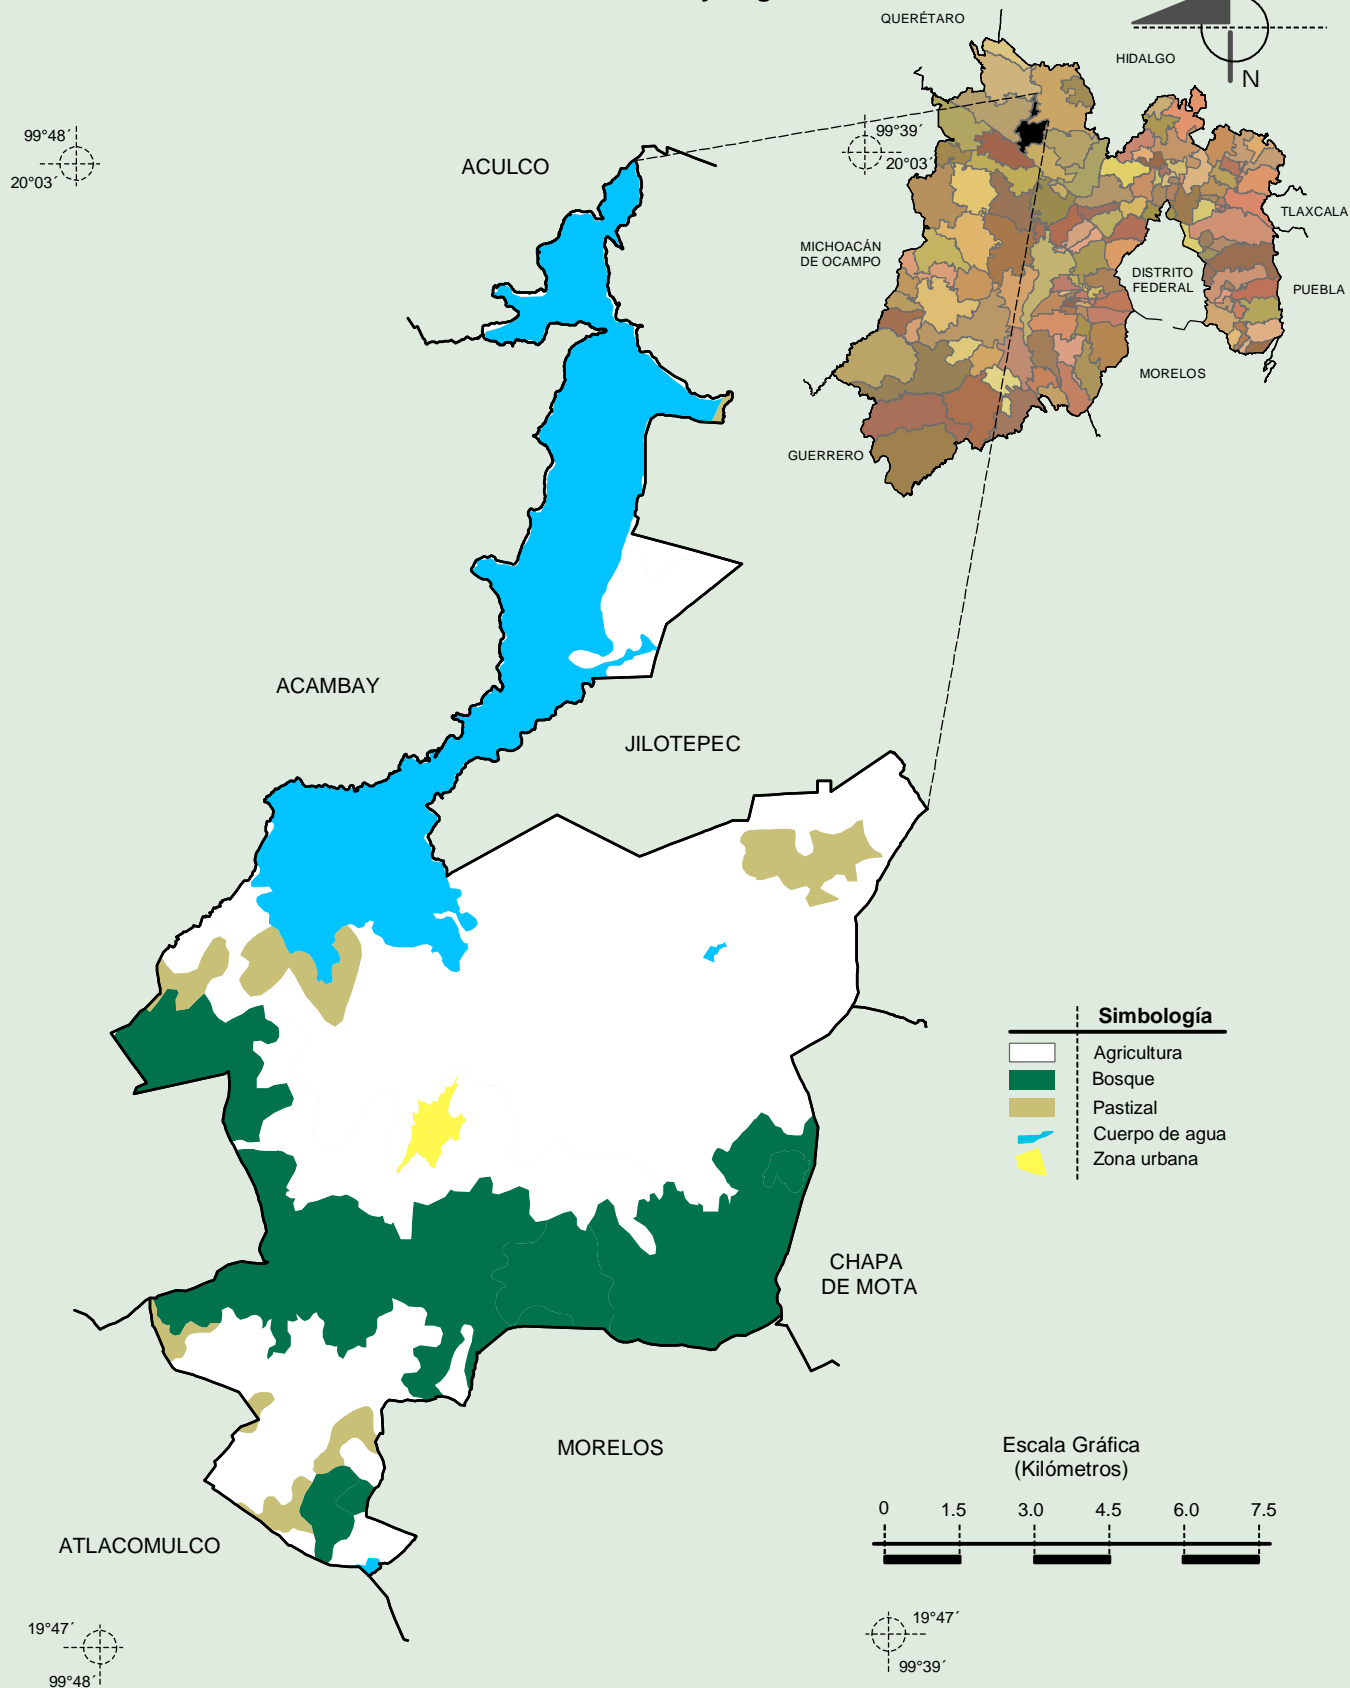 QUERÉTARO
HIDALGO
N
99°48´
20°03´
99°39´
20°03´
ACULCO
TLAXCALA
MICHOACÁN
DE OCAMPO
DISTRITO
FEDERAL
PUEBLA
MORELOS
GUERRERO
ACAMBAY
JILOTEPEC
Simbología
Agricultura
Bosque
Pastizal
Cuerpo de agua
Zona urbana
CHAPA
DE MOTA
MORELOS
Escala Gráfica
(Kilómetros)
0 1.5 3.0 4.5 6.0 7.5
ATLACOMULCO
19°47´
99°48´
19°47´
99°39´